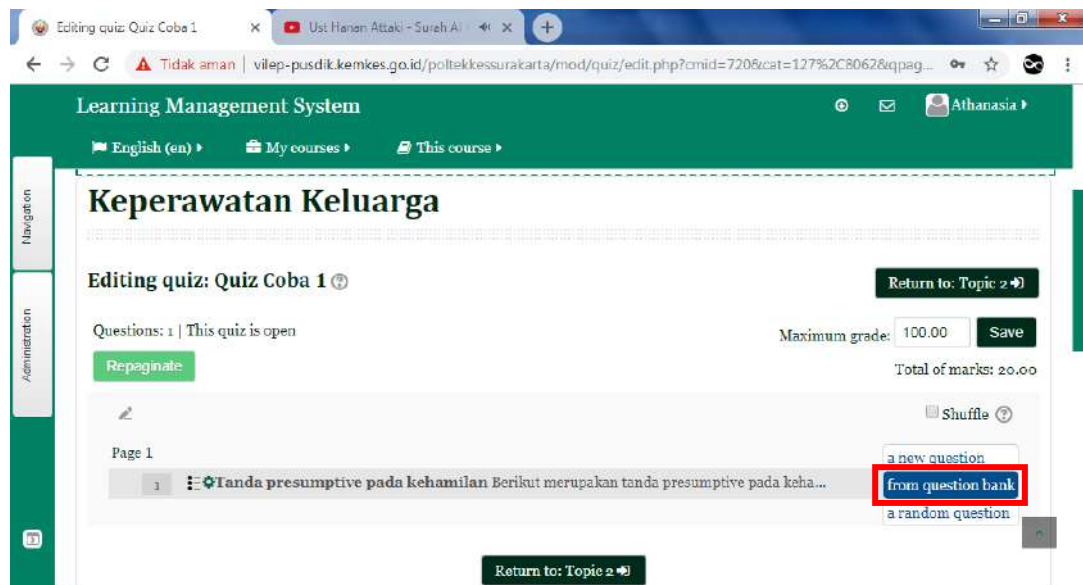 Editing quiz: Quiz Coba 1
Ust Hanan Attaki - Surah Al
Tidak aman | vilep-pusdik.kemkes.go.id/poltekkessurakarta/mod/quiz/edit.php?cmid=720&cat=127%2C8062&qpag...
Learning Management System
Athanasia
English (en)
My courses
This course
Navigation
Keperawatan Keluarga
Editing quiz: Quiz Coba 1
Return to: Topic 2
Administration
Questions: 1 | This quiz is open
Maximum grade: 100.00 Save
Repaginate
Total of marks: 20.00
Shuffle
Page 1
a new question
1 Tanda presumptive pada kehamilan Berikut merupakan tanda presumptive pada keha...
from question bank
a random question
Return to: Topic 2